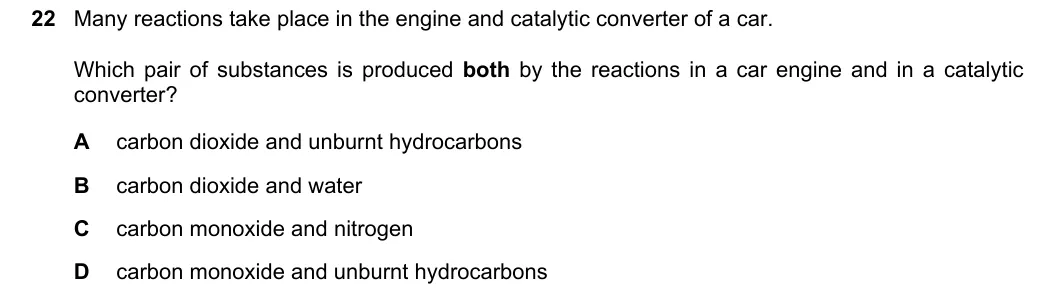 22 Many reactions take place in the engine and catalytic converter of a car.
Which pair of substances is produced both by the reactions in a car engine and in a catalytic
converter?
A carbon dioxide and unburnt hydrocarbons
B carbon dioxide and water
C carbon monoxide and nitrogen
D carbon monoxide and unburnt hydrocarbons